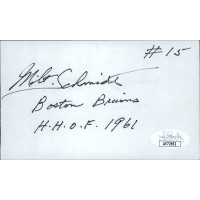 #15
Milt Schmidt
Boston Bruins
H.H.O.F. 1961
JSA